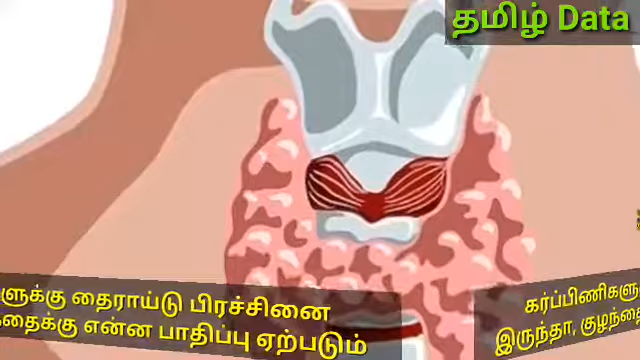 தமிழ் Data
ளுக்கு தைராய்டு பிரச்சினை
தைக்கு என்ன பாதிப்பு ஏற்படும்
கர்ப்பிணிகளு
இருந்தா, குழந்தை